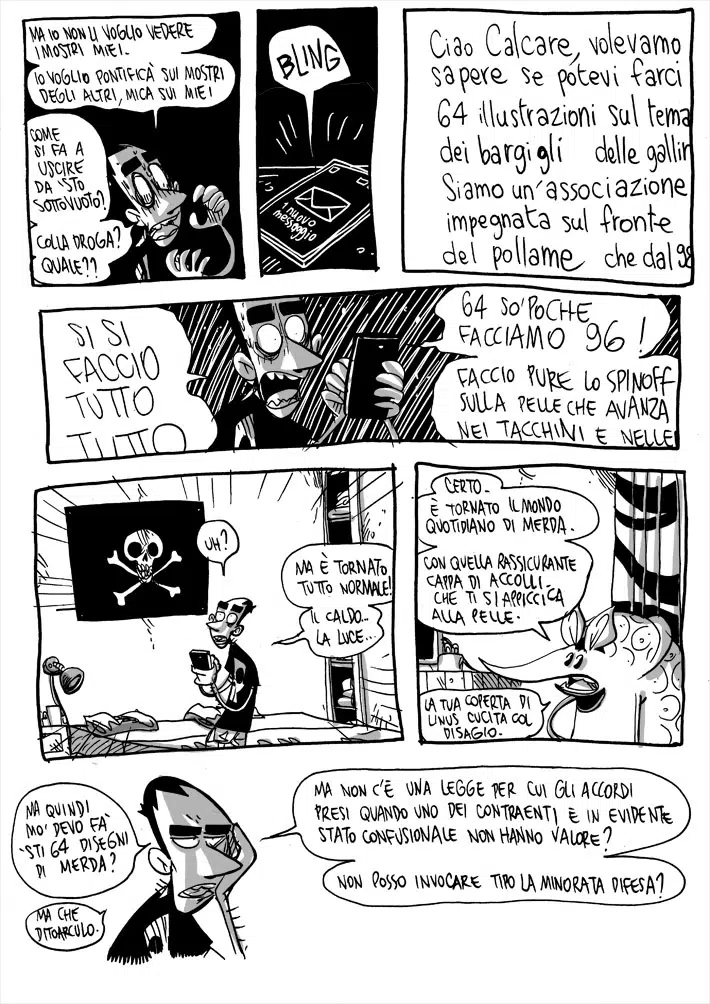 MA IO NON LI VOGLIO VEDERE
I MOSTRI MIEI.
IO VOGLIO PONTIFICÀ SUI MOSTRI
DEGLI ALTRI, MICA SUI MIEI
COME
SI FA A
USCIRE
DA 'STO
SOTTOVUOTO?
COLLA DROGA?
QUALE??
BLING
1 nuovo
messaggio
Ciao Calcare, volevamo
sapere se potevi farci
64 illustrazioni sul tema
dei bargigli delle gallin
Siamo un'associazione
impegnata sul fronte
del pollame che dal 98
SI SI
FACCIO
TUTTO
TUTTO
64 SO' POCHE
FACCIAMO 96!
FACCIO PURE LO SPINOFF
SULLA PELLE CHE AVANZA
NEI TACCHINI E NELLE
UH?
MA È TORNATO
TUTTO NORMALE!
IL CALDO...
LA LUCE...
CERTO.
È TORNATO IL MONDO
QUOTIDIANO DI MERDA.
CON QUELLA RASSICURANTE
CAPPA DI ACCOLLI
CHE TI SI APPICCICA
ALLA PELLE.
LA TUA COPERTA DI
LINUS CUCITA COL
DISAGIO.
MA QUINDI
MO' DEVO FA'
'STI 64 DISEGNI
DI MERDA?
MA CHE
DITOARCULO.
MA NON C'È UNA LEGGE PER CUI GLI ACCORDI
PRESI QUANDO UNO DEI CONTRAENTI È IN EVIDENTE
STATO CONFUSIONALE NON HANNO VALORE?
NON POSSO INVOCARE TIPO LA MINORATA DIFESA?